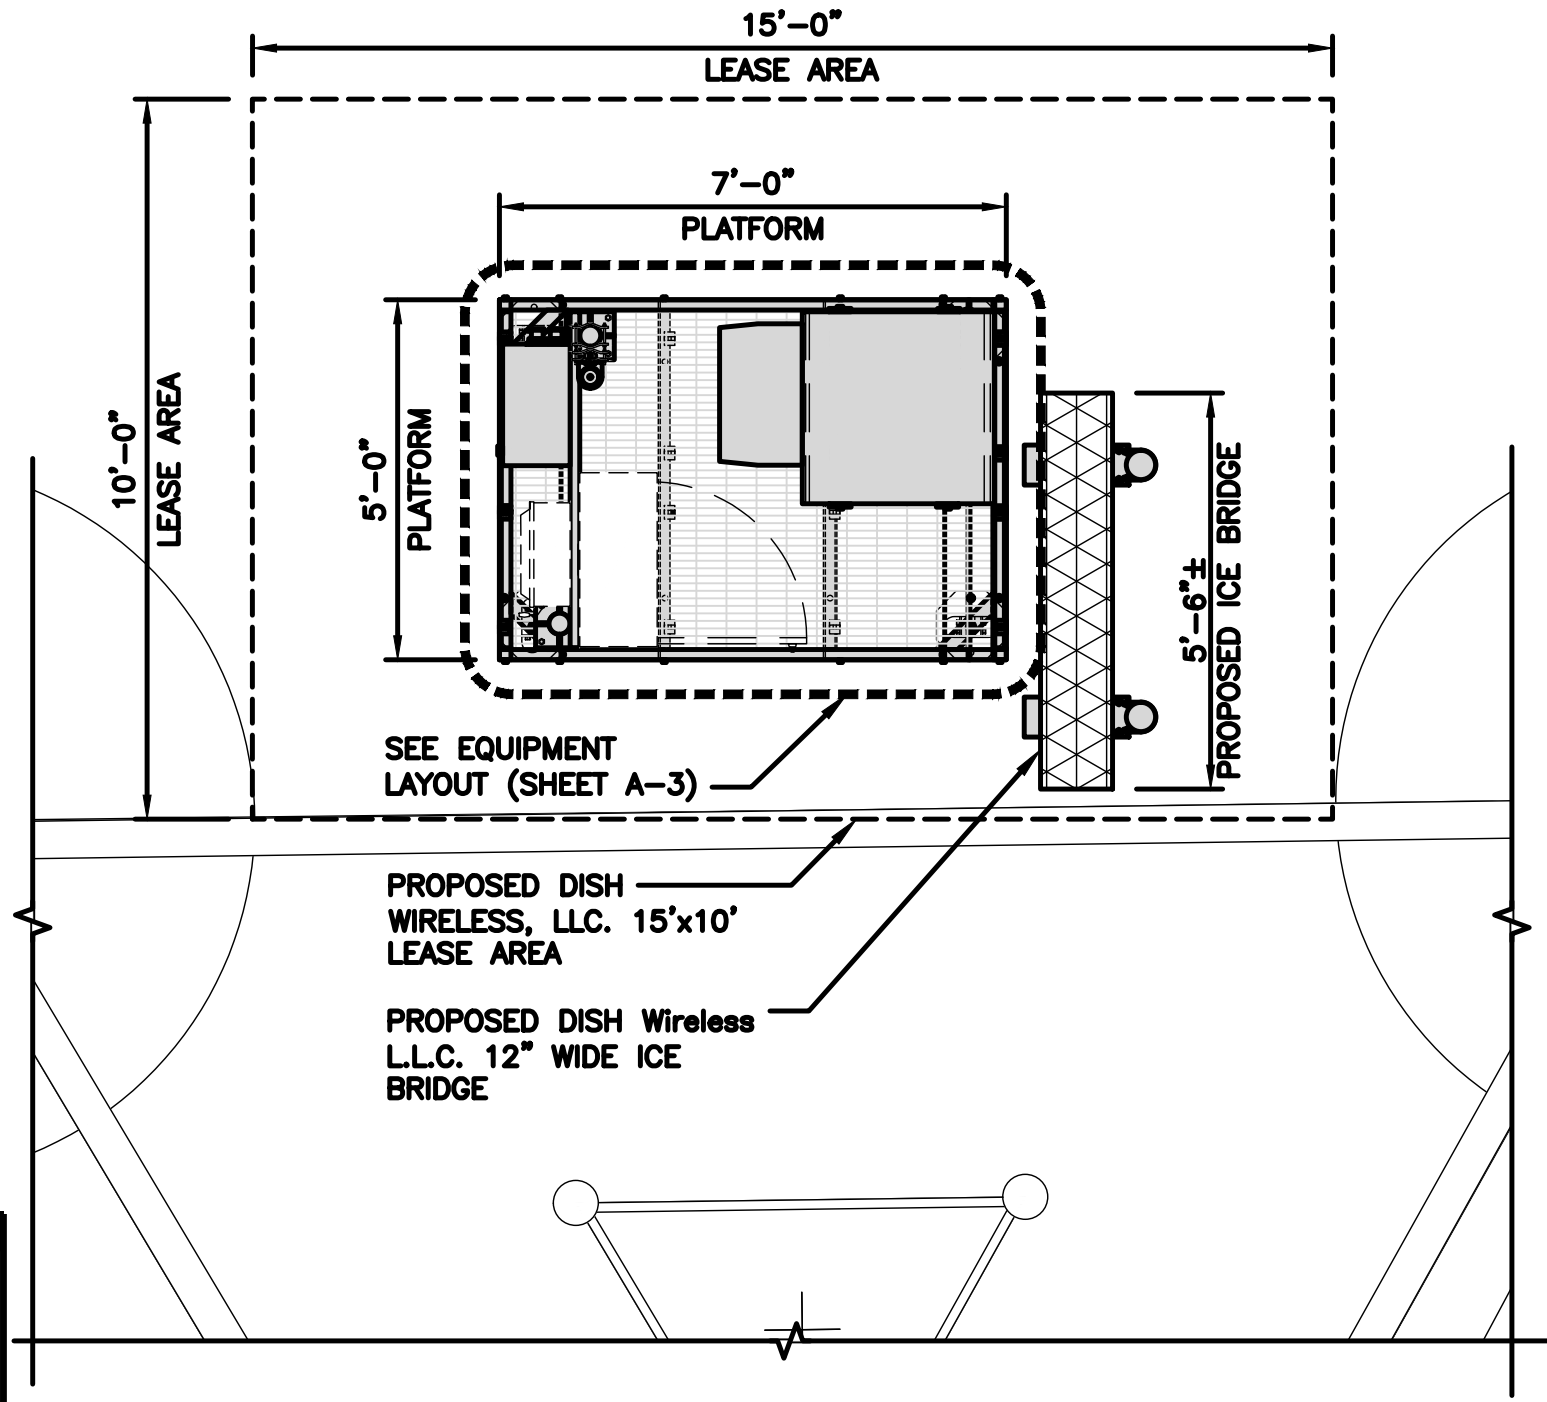 15'-0"
LEASE AREA
7'-0"
PLATFORM
10'-0"
LEASE AREA
5'-0"
PLATFORM
5'-6"±
PROPOSED ICE BRIDGE
SEE EQUIPMENT
LAYOUT (SHEET A-3)
PROPOSED DISH
WIRELESS, LLC. 15'x10'
LEASE AREA
PROPOSED DISH Wireless
L.L.C. 12" WIDE ICE
BRIDGE